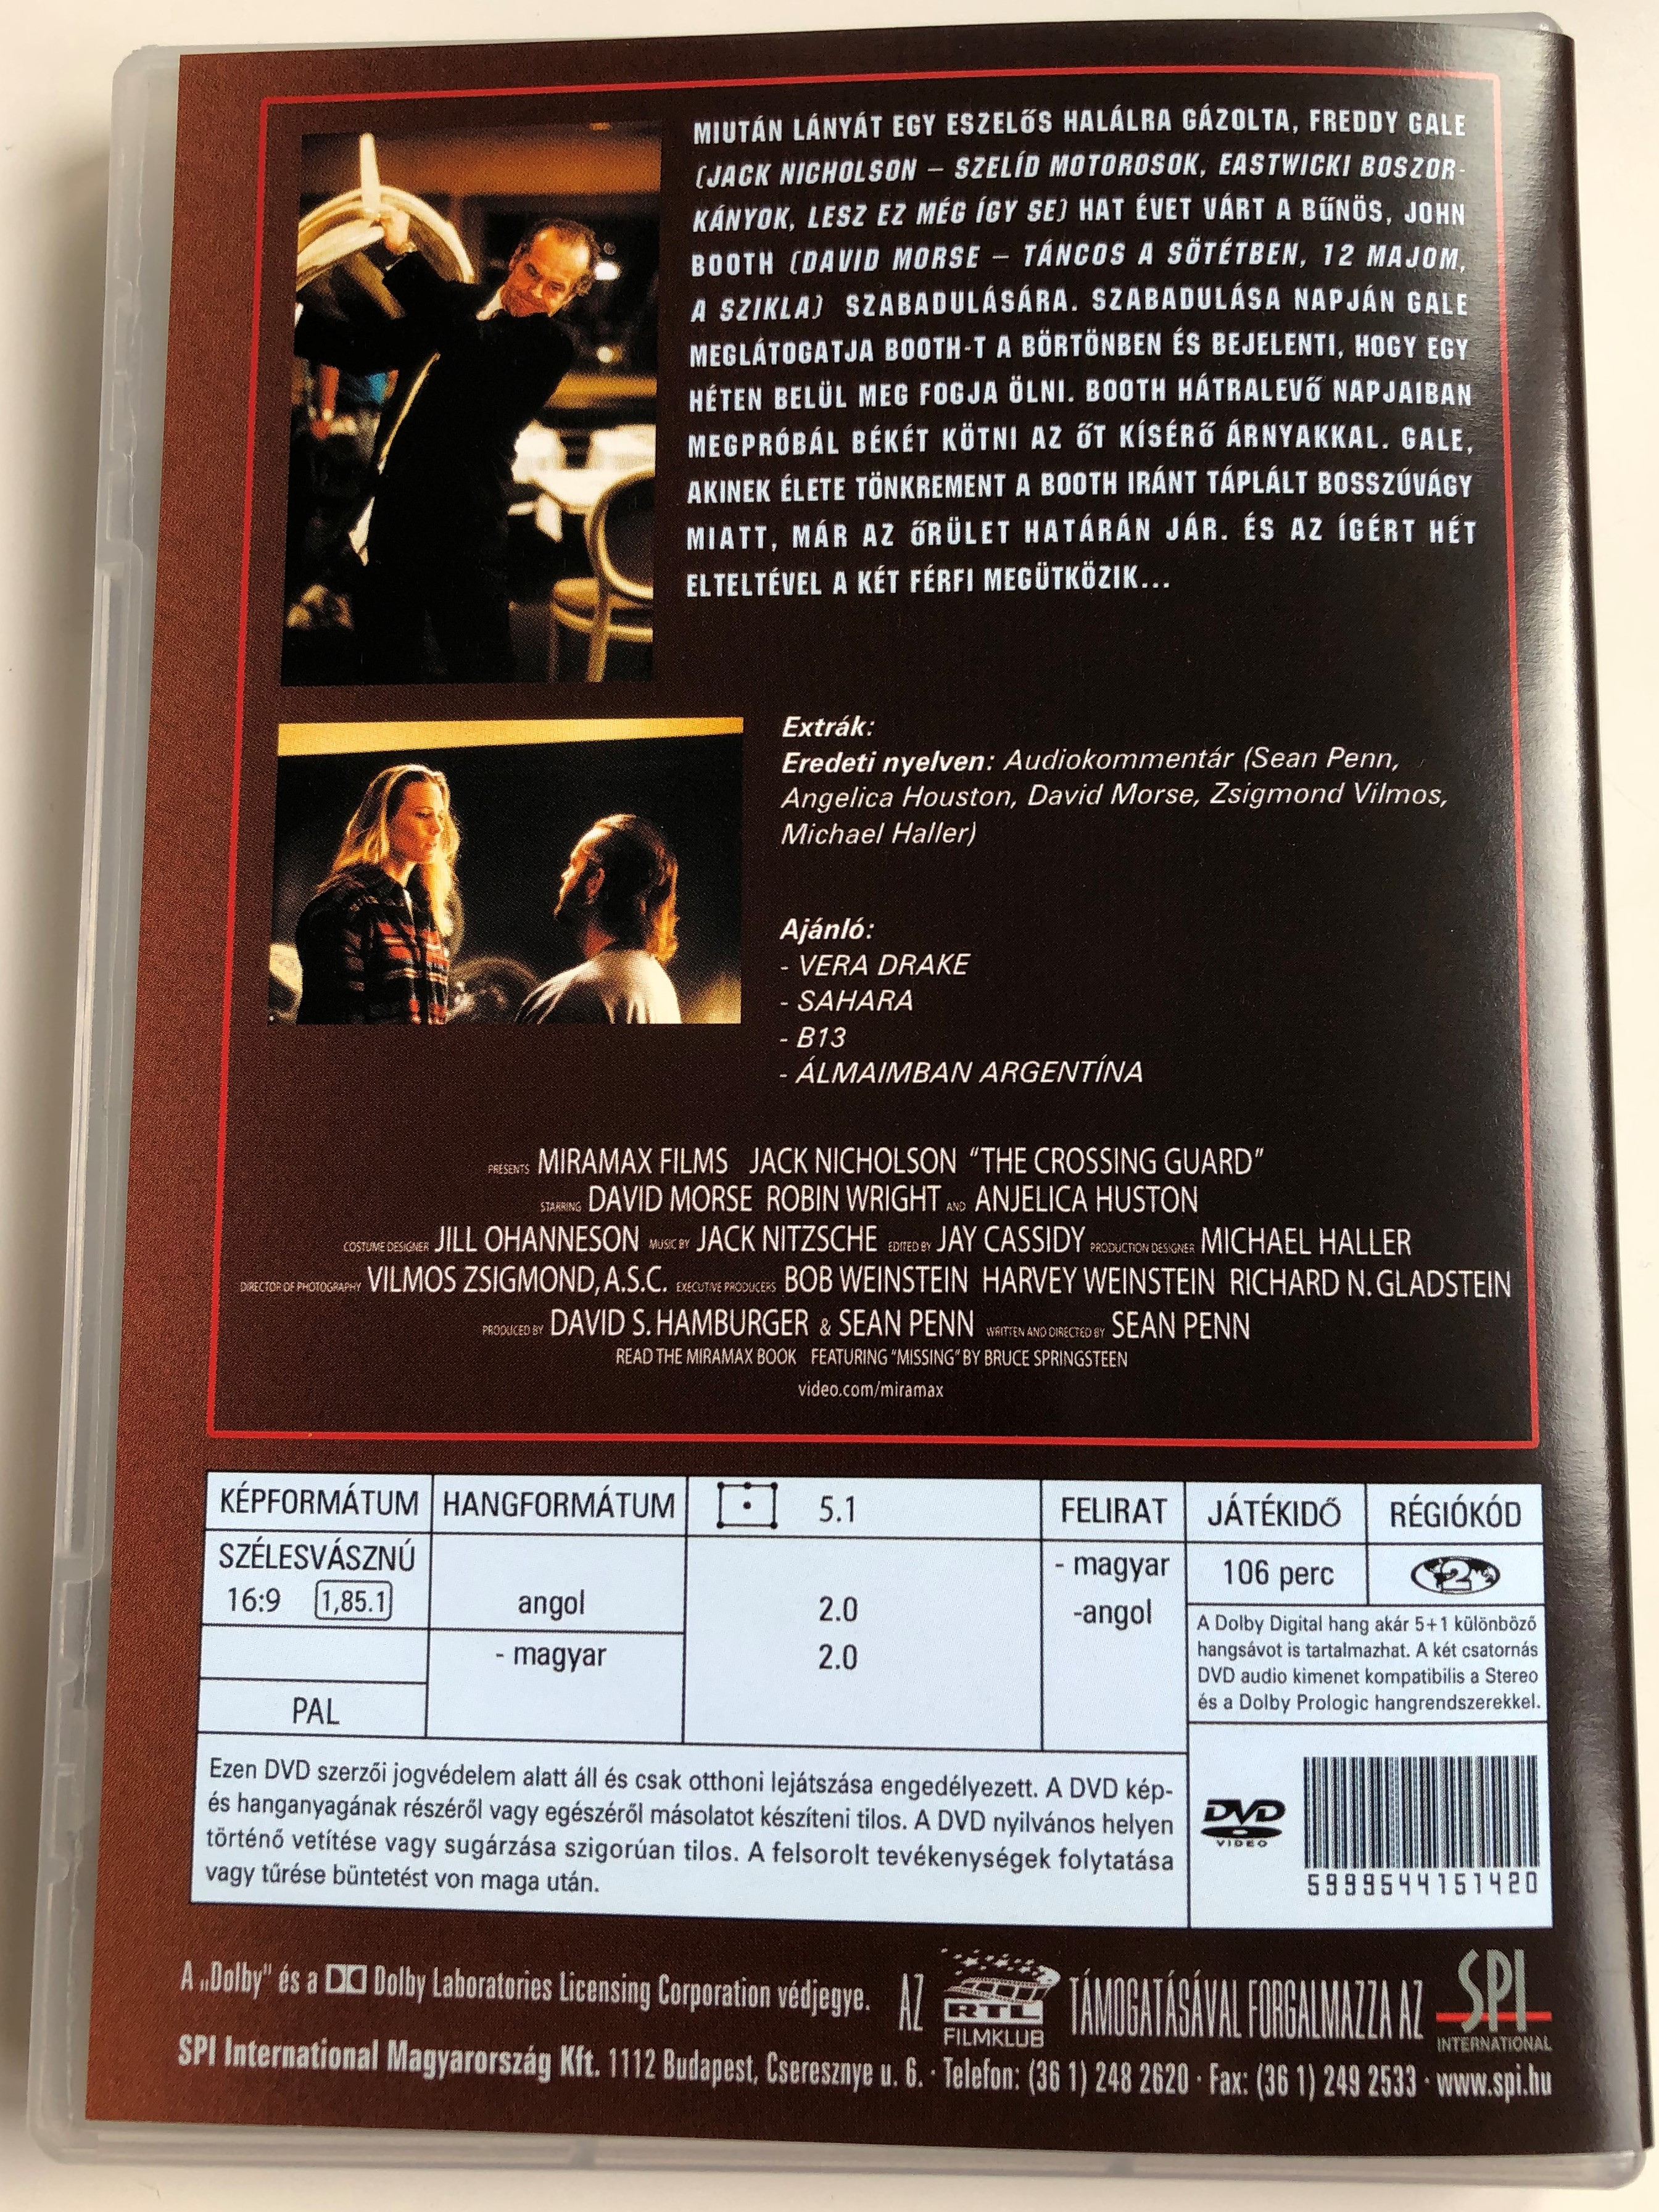 MIUTÁN LÁNYÁT EGY ESZELŐS HALÁLRA GÁZOLTA, FREDDY GALE
(JACK NICHOLSON – SZELÍD MOTOROSOK, EASTWICKI BOSZOR-
KÁNYOK, LESZ EZ MÉG ÍGY SE) HAT ÉVET VÁRT A BŰNÖS, JOHN
BOOTH (DAVID MORSE – TÁNCOS A SÖTÉTBEN, 12 MAJOM,
A SZIKLA) SZABADULÁSÁRA. SZABADULÁSA NAPJÁN GALE
MEGLÁTOGATJA BOOTH-T A BÖRTÖNBEN ÉS BEJELENTI, HOGY EGY
HÉTEN BELÜL MEG FOGJA ÖLNI. BOOTH HÁTRALEVŐ NAPJAIBAN
MEGPRÓBÁL BÉKÉT KÖTNI AZ ŐT KÍSÉRŐ ÁRNYAKKAL. GALE,
AKINEK ÉLETE TÖNKREMENT A BOOTH IRÁNT TÁPLÁLT BOSSZÚVÁGY
MIATT, MÁR AZ ŐRÜLET HATÁRÁN JÁR. ÉS AZ ÍGÉRT HÉT
ELTELTÉVEL A KÉT FÉRFI MEGÜTKÖZIK...
Extrák:
Eredeti nyelven: Audiokommentár (Sean Penn,
Angelica Houston, David Morse, Zsigmond Vilmos,
Michael Haller)
Ajánló:
- VERA DRAKE
- SAHARA
- B13
- ÁLMAIMBAN ARGENTÍNA
PRESENTS MIRAMAX FILMS JACK NICHOLSON "THE CROSSING GUARD"
STARRING DAVID MORSE ROBIN WRIGHT AND ANJELICA HUSTON
COSTUME DESIGNER JILL OHANNESON MUSIC BY JACK NITZSCHE EDITED BY JAY CASSIDY PRODUCTION DESIGNER MICHAEL HALLER
DIRECTOR OF PHOTOGRAPHY VILMOS ZSIGMOND, A.S.C. EXECUTIVE PRODUCERS BOB WEINSTEIN HARVEY WEINSTEIN RICHARD N. GLADSTEIN
PRODUCED BY DAVID S. HAMBURGER & SEAN PENN WRITTEN AND DIRECTED BY SEAN PENN
READ THE MIRAMAX BOOK FEATURING "MISSING" BY BRUCE SPRINGSTEEN
video.com/miramax
KÉPFORMÁTUM HANGFORMÁTUM 5.1 FELIRAT JÁTÉKIDŐ RÉGIÓKÓD
SZÉLESVÁSZNÚ
16:9 1,85.1
PAL
angol 2.0
- magyar 2.0
- magyar
-angol
106 perc 2
A Dolby Digital hang akár 5+1 különböző
hangsávot is tartalmazhat. A két csatornás
DVD audio kimenet kompatibilis a Stereo
és a Dolby Prologic hangrendszerekkel.
Ezen DVD szerzői jogvédelem alatt áll és csak otthoni lejátszása engedélyezett. A DVD kép-
és hanganyagának részéről vagy egészéről másolatot készíteni tilos. A DVD nyilvános helyen
történő vetítése vagy sugárzása szigorúan tilos. A felsorolt tevékenységek folytatása
vagy tűrése büntetést von maga után.
DVD
VIDEO
5999544151420
A „Dolby" és a Dolby Laboratories Licensing Corporation védjegye. AZ RTL FILMKLUB TÁMOGATÁSÁVAL FORGALMAZZA AZ SPI INTERNATIONAL
SPI International Magyarország Kft. 1112 Budapest, Cseresznye u. 6. · Telefon: (36 1) 248 2620 · Fax: (36 1) 249 2533 · www.spi.hu